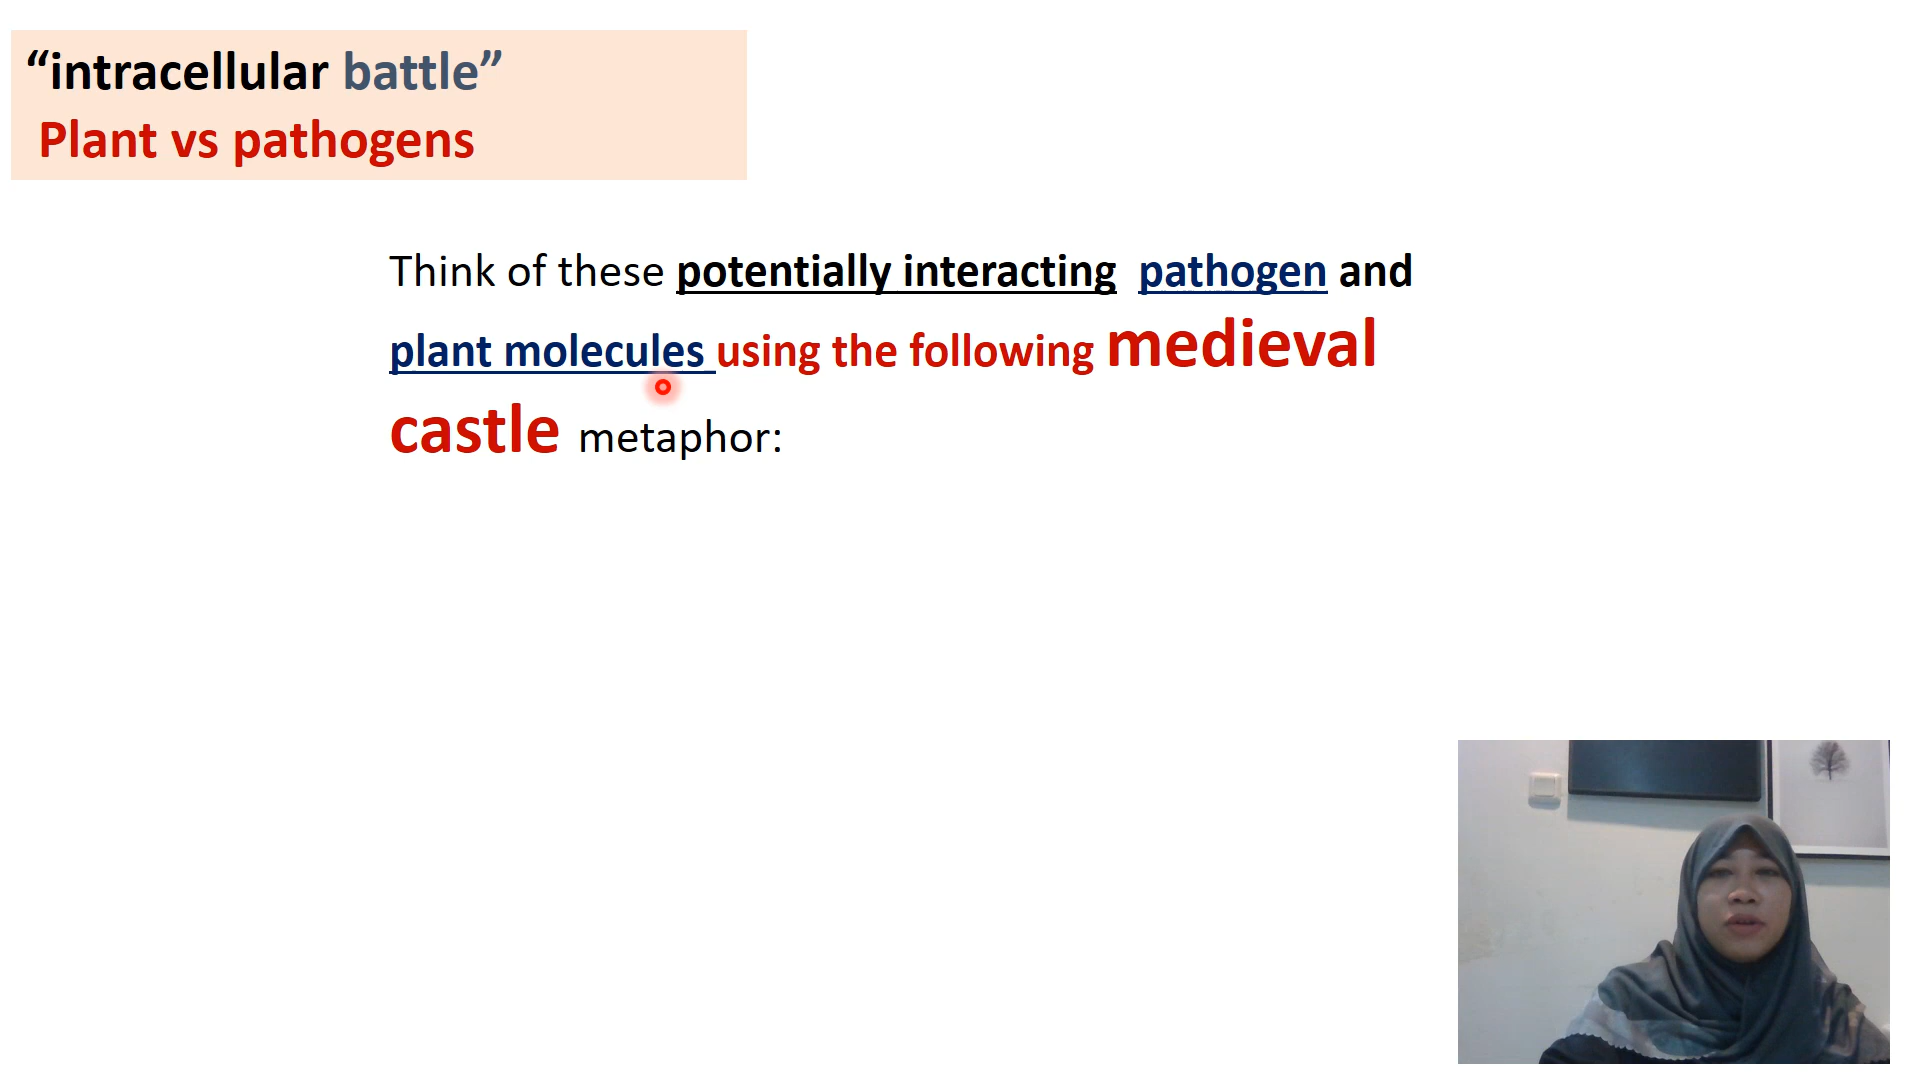 “intracellular battle”
Plant vs pathogens
Think of these potentially interacting pathogen and
plant molecules using the following medieval
castle metaphor: